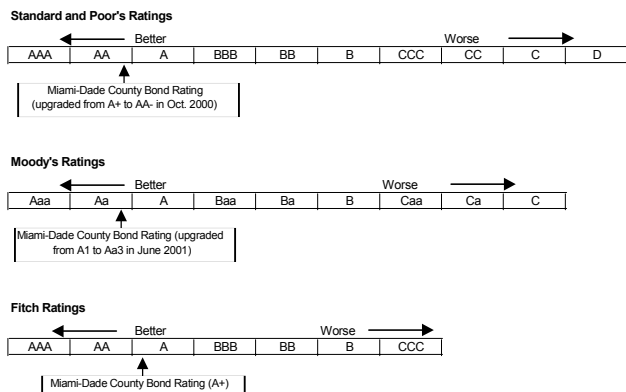 Standard and Poor's Ratings
Better Worse
AAA AA A BBB BB B CCC CC C D
Miami-Dade County Bond Rating
(upgraded from A+ to AA- in Oct. 2000)
Moody's Ratings
Better Worse
Aaa Aa A Baa Ba B Caa Ca C
Miami-Dade County Bond Rating (upgraded
from A1 to Aa3 in June 2001)
Fitch Ratings
Better Worse
AAA AA A BBB BB B CCC
Miami-Dade County Bond Rating (A+)